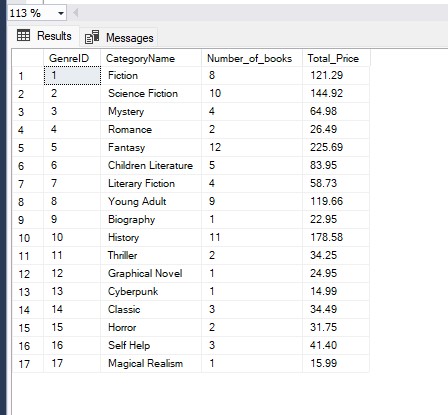 113 %
Results Messages
GenreID CategoryName Number_of_books Total_Price
1 1 Fiction 8 121.29
2 2 Science Fiction 10 144.92
3 3 Mystery 4 64.98
4 4 Romance 2 26.49
5 5 Fantasy 12 225.69
6 6 Children Literature 5 83.95
7 7 Literary Fiction 4 58.73
8 8 Young Adult 9 119.66
9 9 Biography 1 22.95
10 10 History 11 178.58
11 11 Thriller 2 34.25
12 12 Graphical Novel 1 24.95
13 13 Cyberpunk 1 14.99
14 14 Classic 3 34.49
15 15 Horror 2 31.75
16 16 Self Help 3 41.40
17 17 Magical Realism 1 15.99